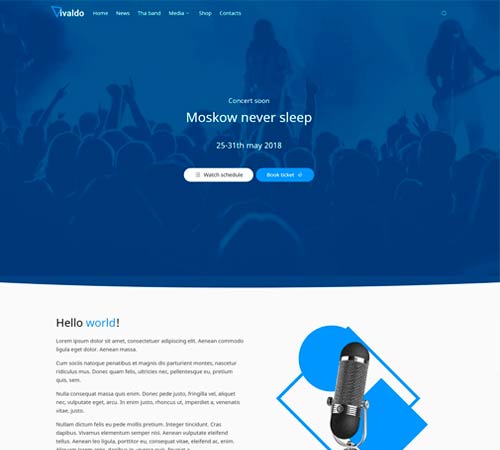 Vivaldo Home News Tha band Media Shop Contacts
Concert soon
Moskow never sleep
25-31th may 2018
Watch schedule Book ticket
Hello world!
Lorem ipsum dolor sit amet, consectetuer adipiscing elit. Aenean commodo
ligula eget dolor. Aenean massa.
Cum sociis natoque penatibus et magnis dis parturient montes, nascetur
ridiculus mus. Donec quam felis, ultricies nec, pellentesque eu, pretium
quis, sem.
Nulla consequat massa quis enim. Donec pede justo, fringilla vel, aliquet
nec, vulputate eget, arcu. In enim justo, rhoncus ut, imperdiet a, venenatis
vitae, justo.
Nullam dictum felis eu pede mollis pretium. Integer tincidunt. Cras
dapibus. Vivamus elementum semper nisi. Aenean vulputate eleifend
tellus. Aenean leo ligula, porttitor eu, consequat vitae, eleifend ac, enim.